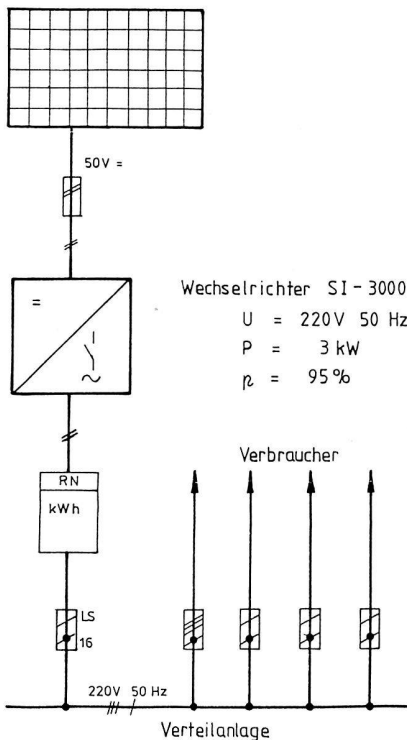 50V =
=
~
Wechselrichter SI-3000
U = 220V 50 Hz
P = 3 kW
η = 95%
Verbraucher
RN
kWh
LS
16
220V 50 Hz
Verteilanlage